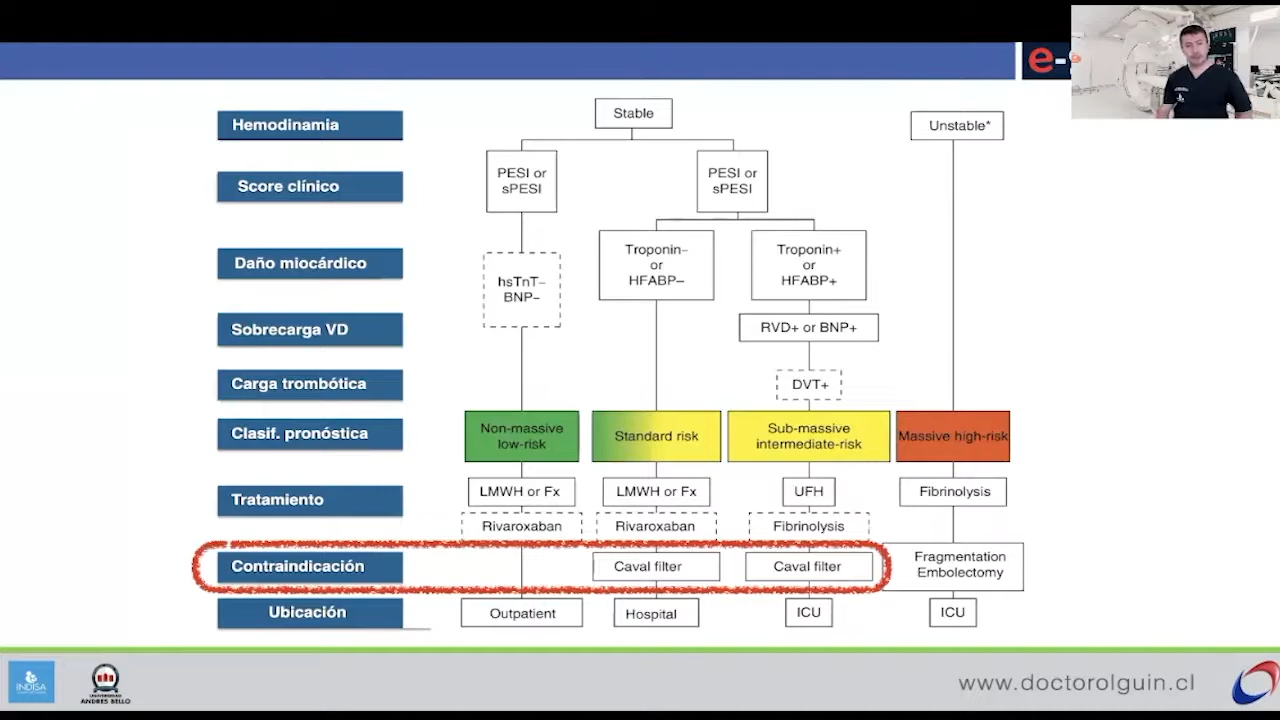 e-
Hemodinamia
Stable
Unstable*
Score clínico
PESI or
sPESI
PESI or
sPESI
Daño miocárdico
hsTnT–
BNP–
Troponin–
or
HFABP–
Troponin+
or
HFABP+
Sobrecarga VD
RVD+ or BNP+
Carga trombótica
DVT+
Clasif. pronóstica
Non-massive
low-risk
Standard risk
Sub-massive
intermediate-risk
Massive high-risk
Tratamiento
LMWH or Fx
LMWH or Fx
UFH
Fibrinolysis
Rivaroxaban
Rivaroxaban
Fibrinolysis
Contraindicación
Caval filter
Caval filter
Fragmentation
Embolectomy
Ubicación
Outpatient
Hospital
ICU
ICU
INDISA
UNIVERSIDAD
ANDRES BELLO
www.doctorolguin.cl